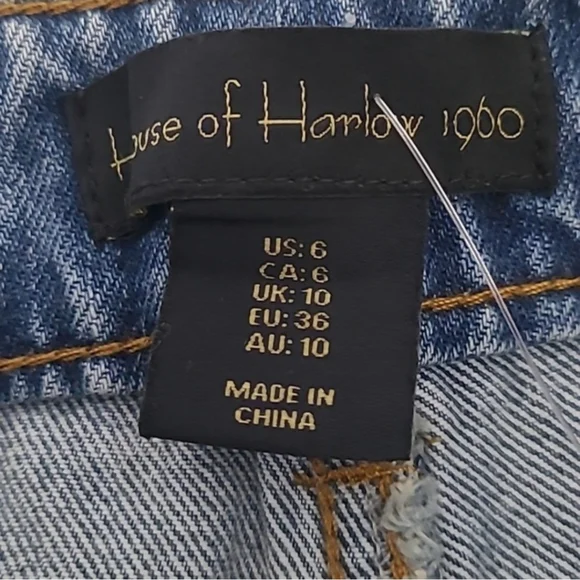 House of Harlow 1960
US: 6
CA: 6
UK: 10
EU: 36
AU: 10
MADE IN
CHINA